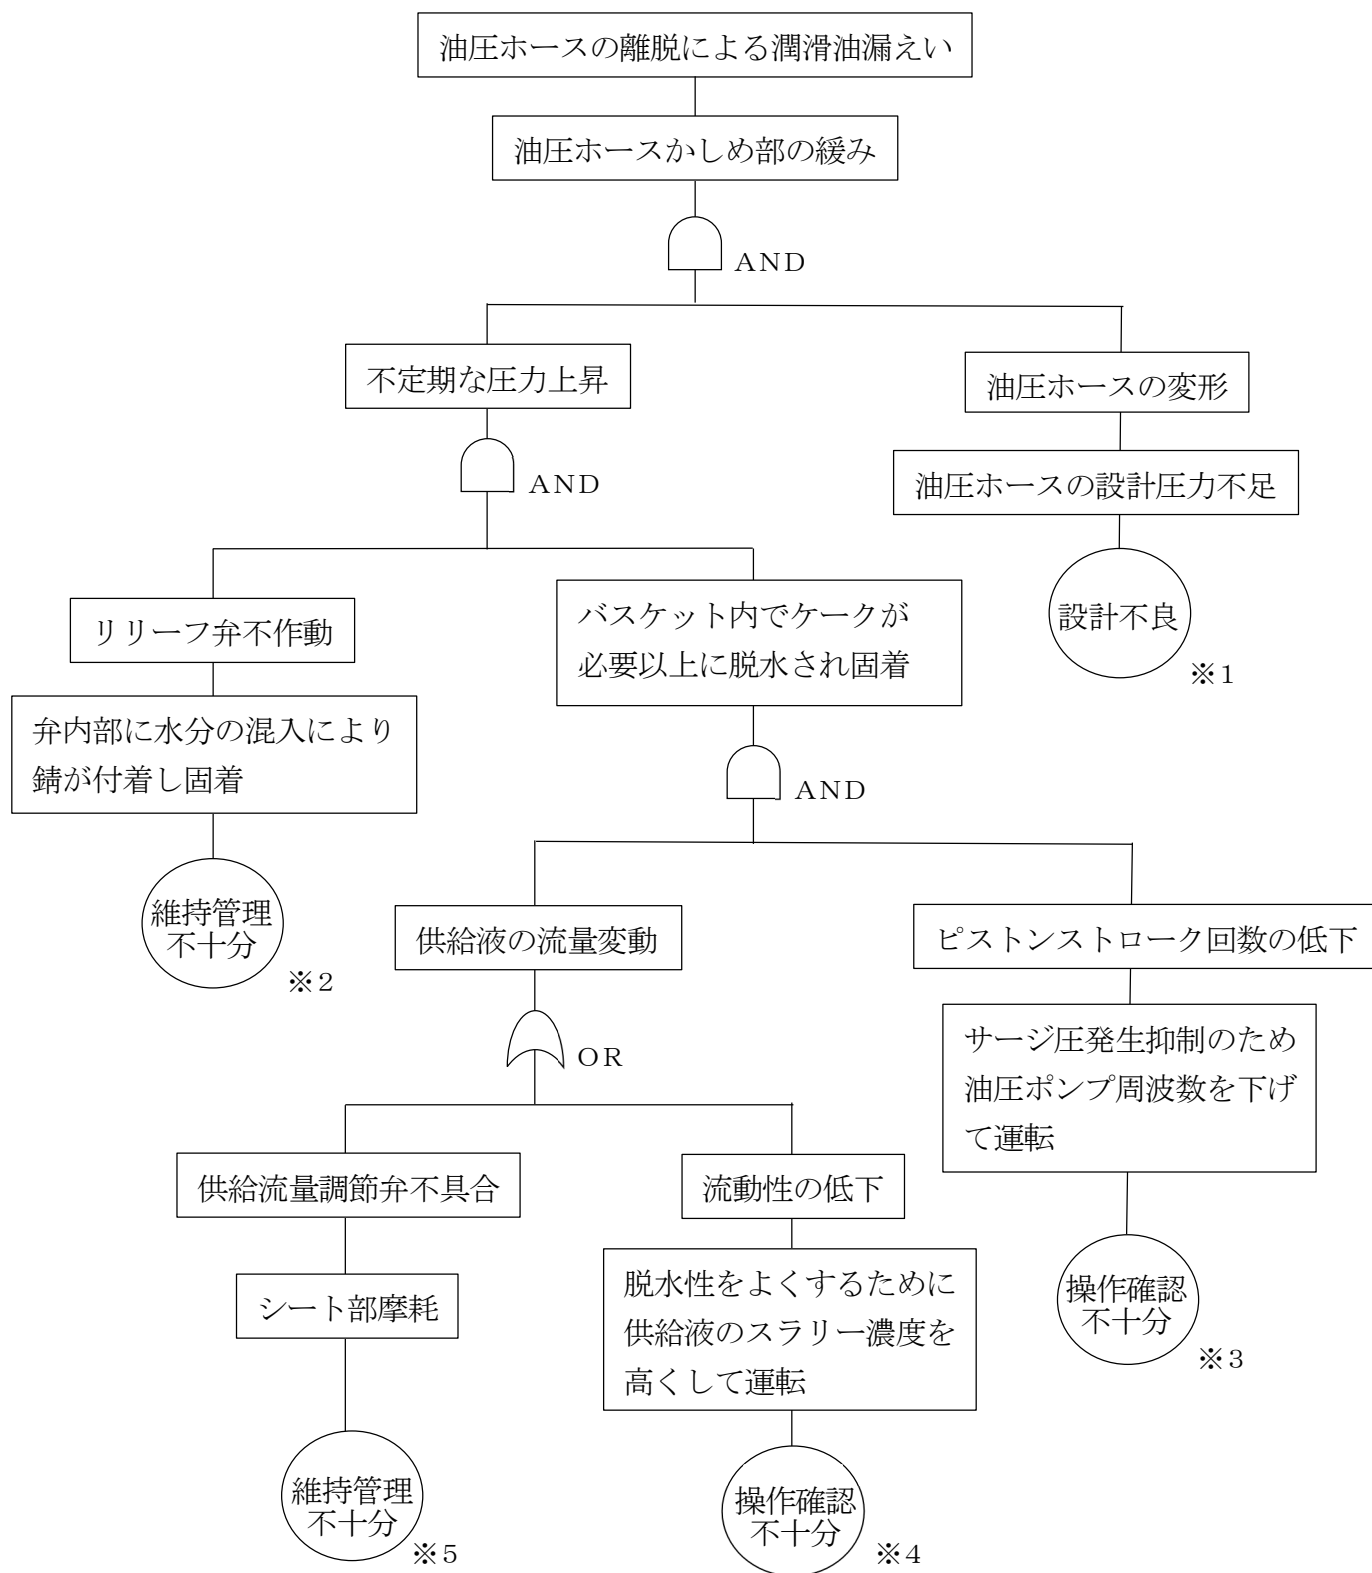 油圧ホースの離脱による潤滑油漏えい
油圧ホースかしめ部の緩み
AND
不定期な圧力上昇
油圧ホースの変形
AND
油圧ホースの設計圧力不足
リリーフ弁不作動
バスケット内でケークが
必要以上に脱水され固着
設計不良
※1
弁内部に水分の混入により
錆が付着し固着
AND
維持管理
不十分
※2
供給液の流量変動
ピストンストローク回数の低下
OR
サージ圧発生抑制のため
油圧ポンプ周波数を下げ
て運転
供給流量調節弁不具合
流動性の低下
シート部摩耗
脱水性をよくするために
供給液のスラリー濃度を
高くして運転
操作確認
不十分
※3
維持管理
不十分
※5
操作確認
不十分
※4